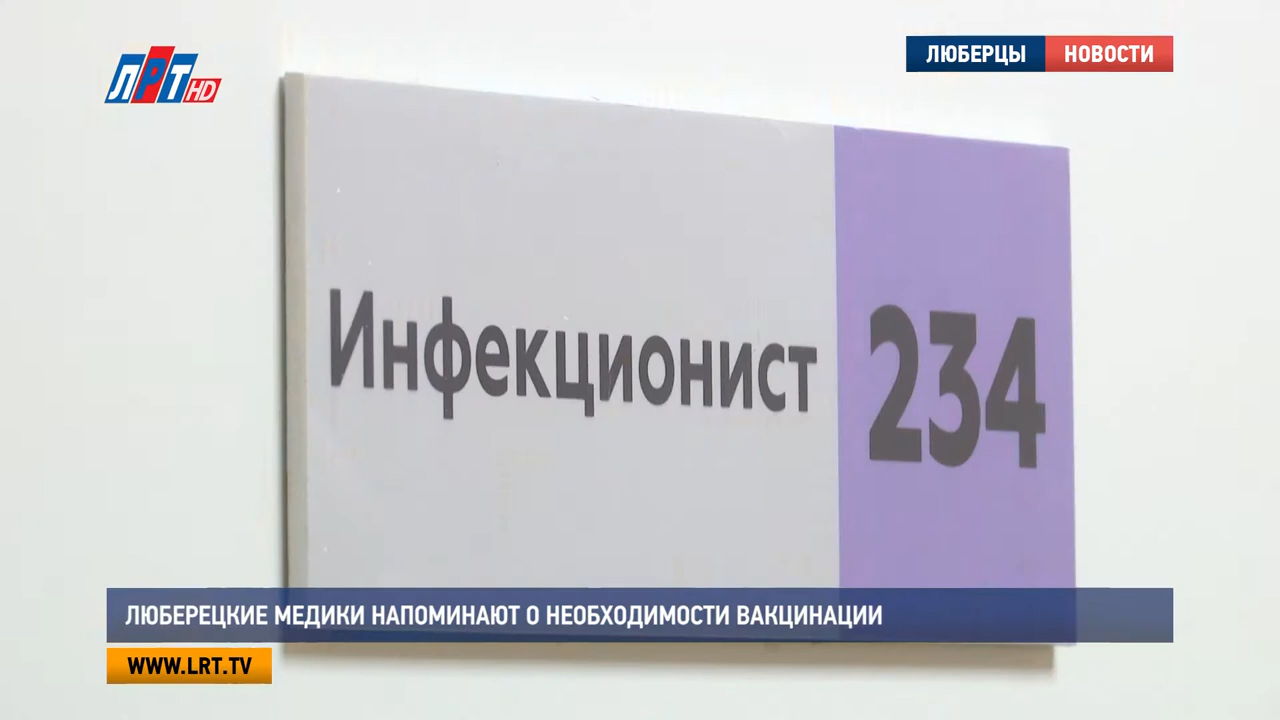 ЛРТ HD
ЛЮБЕРЦЫ НОВОСТИ
Инфекционист 234
ЛЮБЕРЕЦКИЕ МЕДИКИ НАПОМИНАЮТ О НЕОБХОДИМОСТИ ВАКЦИНАЦИИ
WWW.LRT.TV